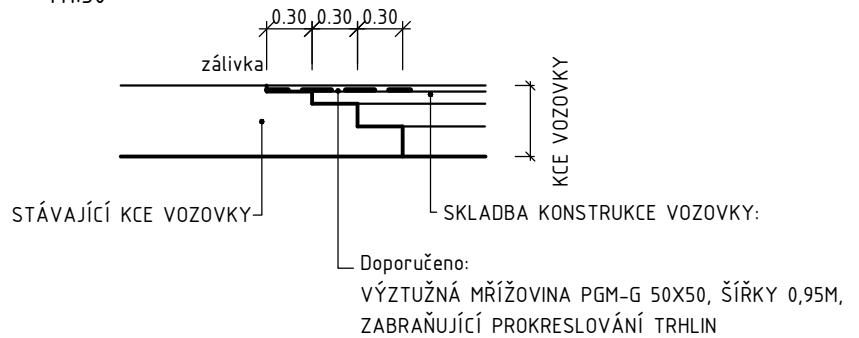 0.30 0.30 0.30
zálivka
KCE VOZOVKY
STÁVAJÍCÍ KCE VOZOVKY
SKLADBA KONSTRUKCE VOZOVKY:
Doporučeno:
VÝZTUŽNÁ MŘÍŽOVINA PGM-G 50X50, ŠÍŘKY 0,95M,
ZABRAŇUJÍCÍ PROKRESLOVÁNÍ TRHLIN